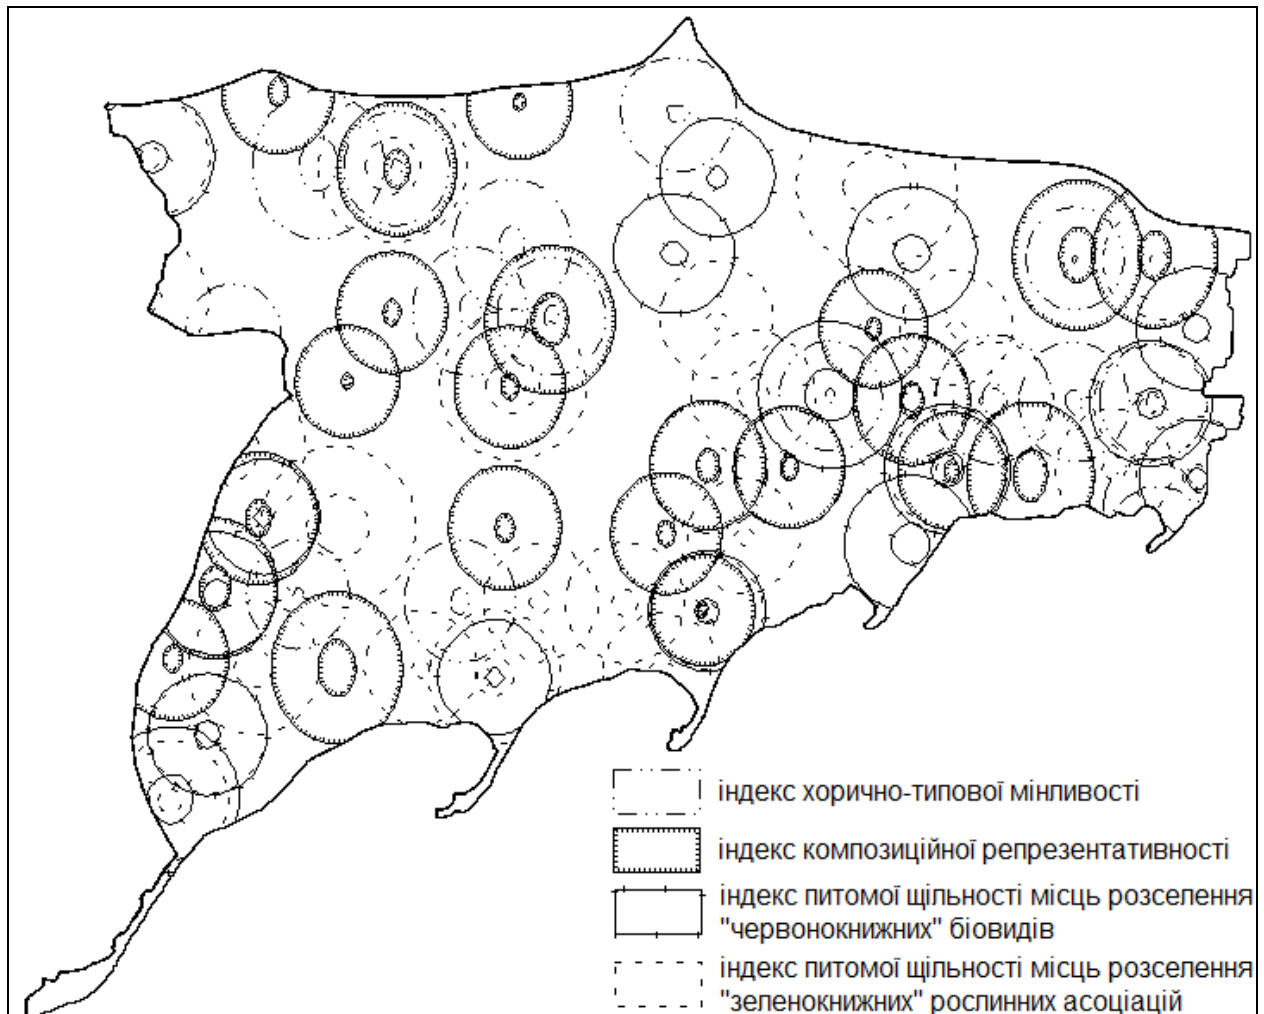 індекс хорично-типової мінливості
індекс композиційної репрезентативності
індекс питомої щільності місць розселення
"червонокнижних" біовидів
індекс питомої щільності місць розселення
"зеленокнижних" рослинних асоціацій